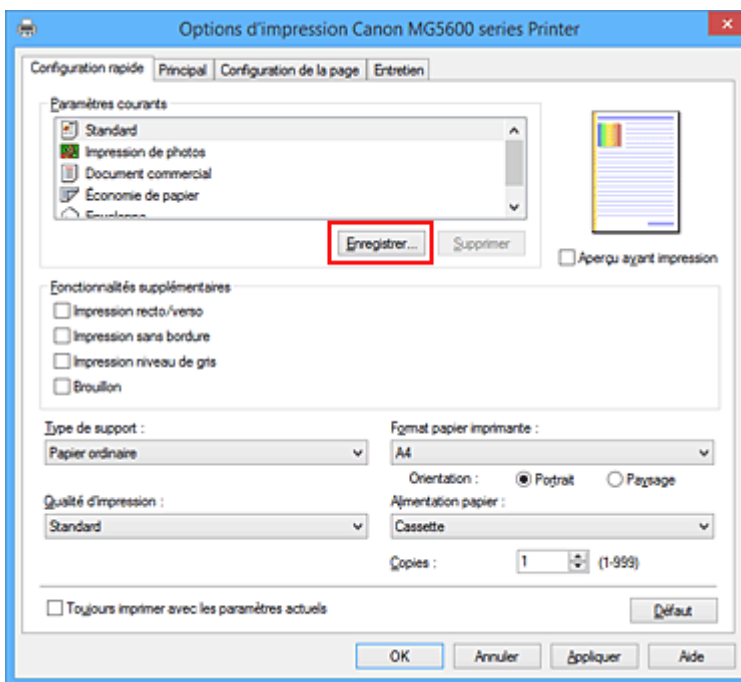 Options d'impression Canon MG5600 series Printer
Configuration rapide
Principal
Configuration de la page
Entretien
Paramètres courants
Standard
Impression de photos
Document commercial
Économie de papier
Enregistrer...
Supprimer
Aperçu avant impression
Fonctionnalités supplémentaires
Impression recto/verso
Impression sans bordure
Impression niveau de gris
Brouillon
Type de support :
Format papier imprimante :
Papier ordinaire
A4
Orientation :
Portrait
Paysage
Qualité d'impression :
Alimentation papier :
Standard
Cassette
Copies :
1
(1-999)
Toujours imprimer avec les paramètres actuels
Défaut
OK
Annuler
Appliquer
Aide